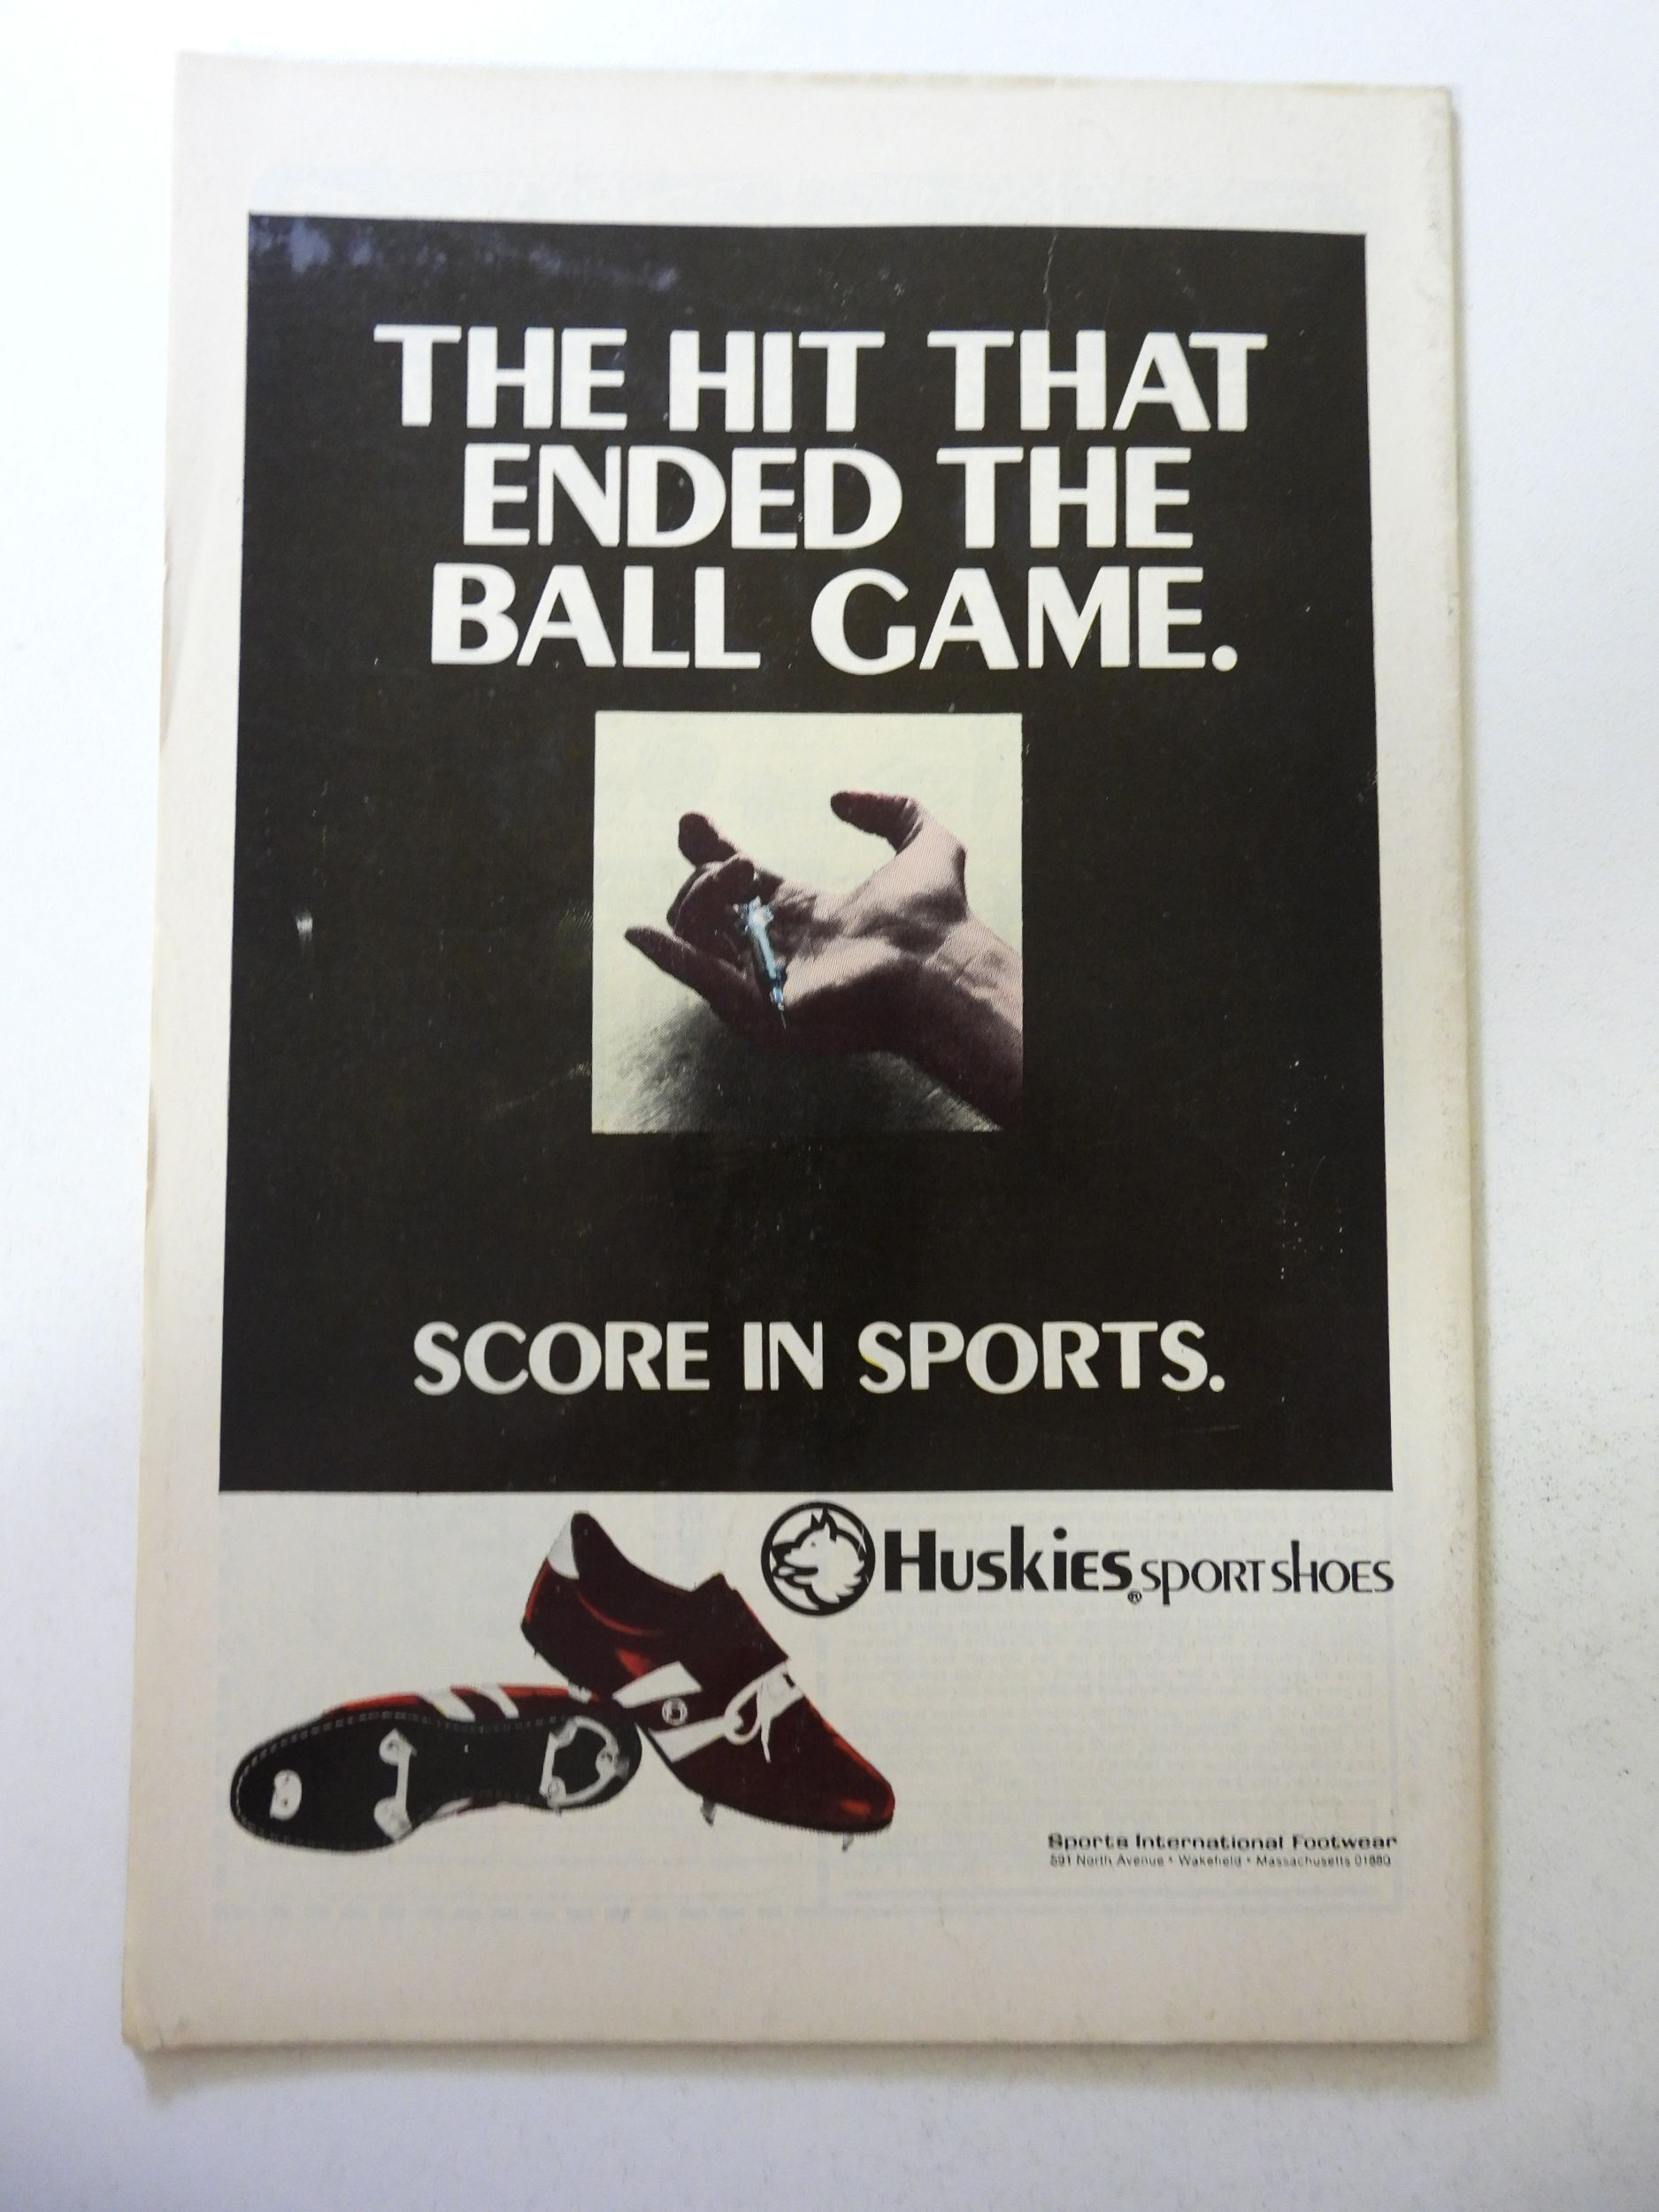 THE HIT THAT
ENDED THE
BALL GAME.
SCORE IN SPORTS.
HUSKIES® SPORT SHOES
Sports International Footwear
591 North Avenue • Wakefield • Massachusetts 01880